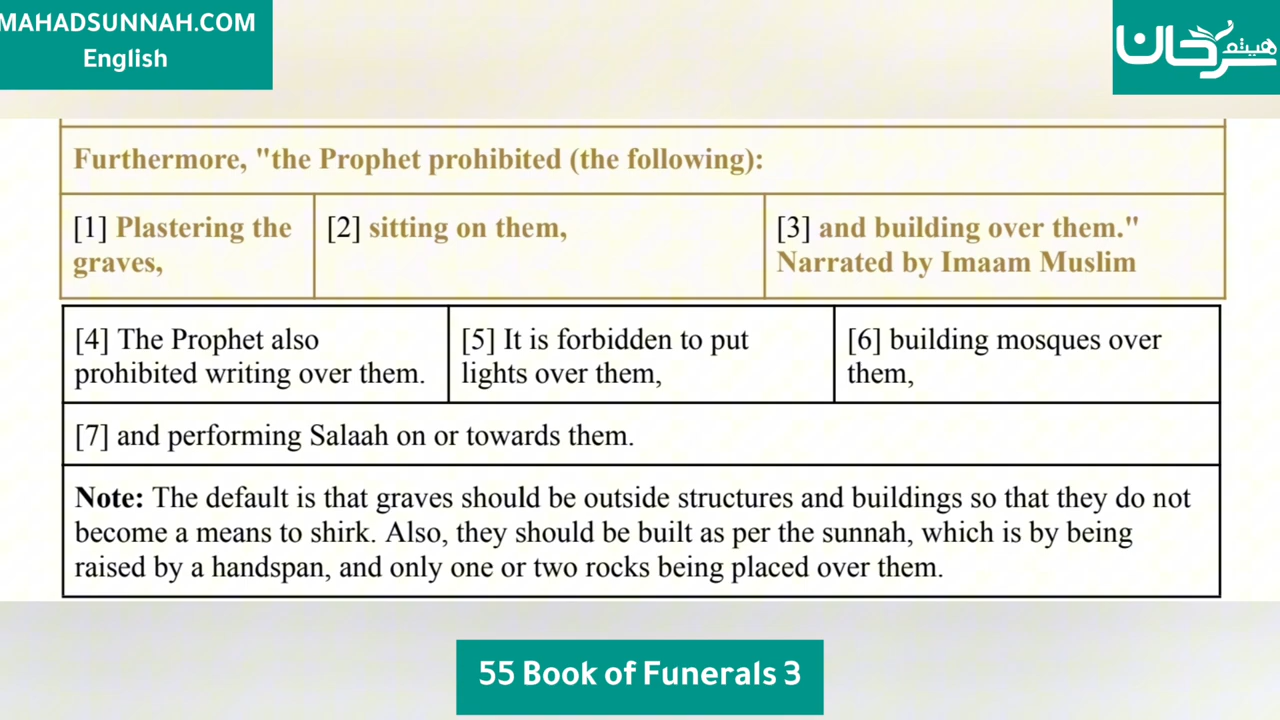 MAHADSUNNAH.COM
English
هيثم
سرحان
Furthermore, "the Prophet prohibited (the following):
[1] Plastering the
graves,
[2] sitting on them,
[3] and building over them."
Narrated by Imaam Muslim
[4] The Prophet also
prohibited writing over them.
[5] It is forbidden to put
lights over them,
[6] building mosques over
them,
[7] and performing Salaah on or towards them.
Note: The default is that graves should be outside structures and buildings so that they do not
become a means to shirk. Also, they should be built as per the sunnah, which is by being
raised by a handspan, and only one or two rocks being placed over them.
55 Book of Funerals 3